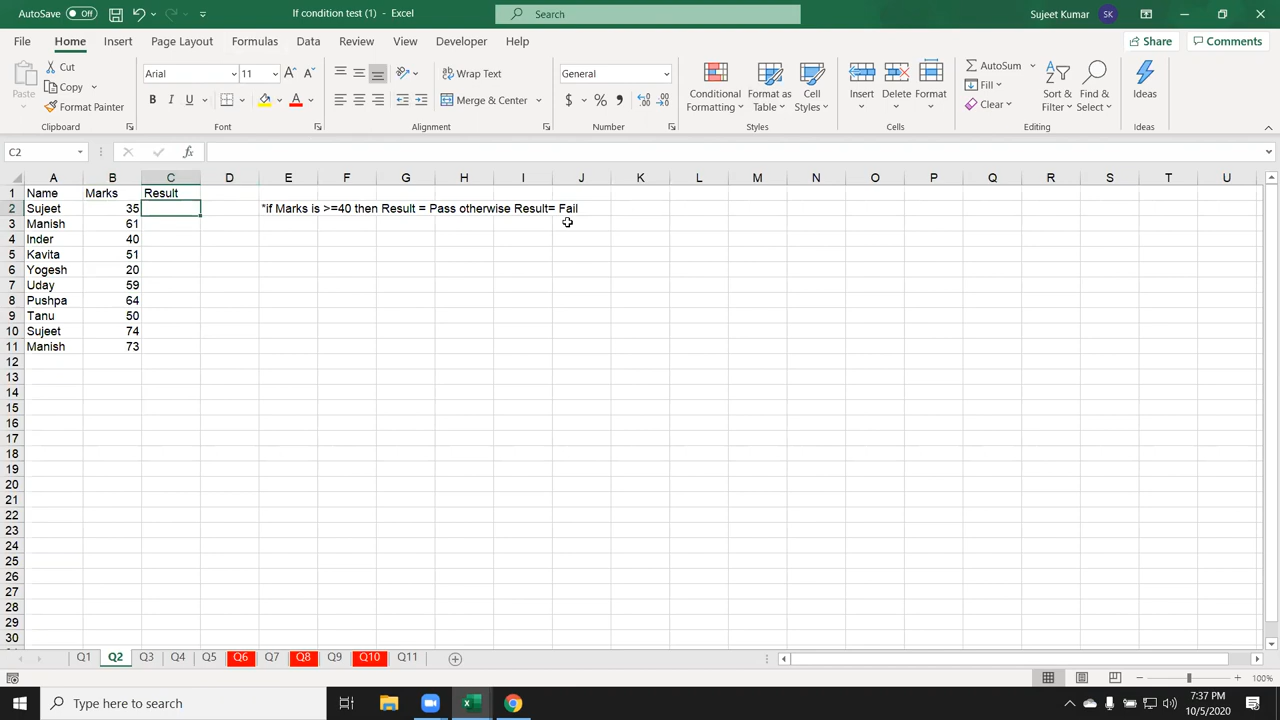 AutoSave Off If condition test (1) - Excel Search Sujeet Kumar SK
File Home Insert Page Layout Formulas Data Review View Developer Help Share Comments
Paste Cut Copy Format Painter Clipboard
Arial 11 B I U A Font
Wrap Text Merge & Center Alignment
General $ % , Number
Conditional Formatting Format as Table Cell Styles Styles
Insert Delete Format Cells
AutoSum Fill Clear Sort & Filter Find & Select Editing
Ideas Ideas
C2 fx
A B C D E F G H I J K L M N O P Q R S T U
1 Name Marks Result
2 Sujeet 35 *if Marks is >=40 then Result = Pass otherwise Result= Fail
3 Manish 61
4 Inder 40
5 Kavita 51
6 Yogesh 20
7 Uday 59
8 Pushpa 64
9 Tanu 50
10 Sujeet 74
11 Manish 73
12
13
14
15
16
17
18
19
20
21
22
23
24
25
26
27
28
29
30
Q1 Q2 Q3 Q4 Q5 Q6 Q7 Q8 Q9 Q10 Q11
100%
Type here to search 7:37 PM
10/5/2020